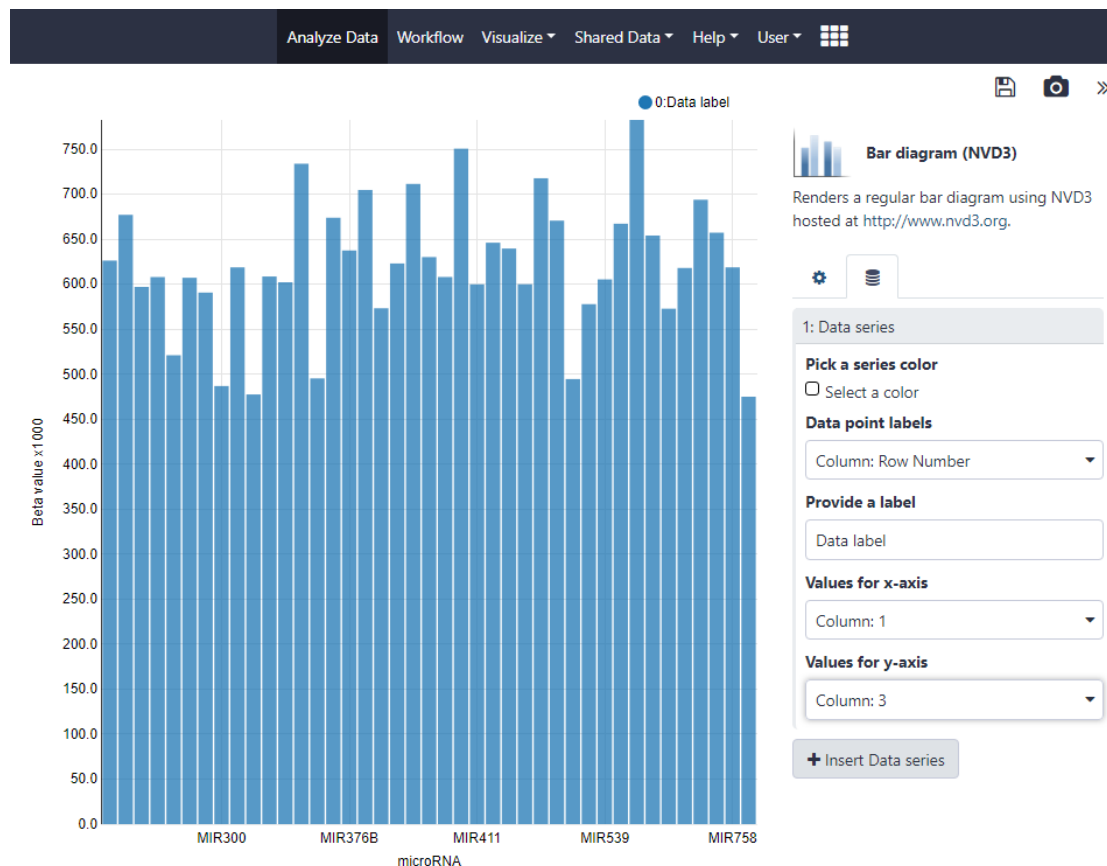 Analyze Data Workflow Visualize Shared Data Help User
0:Data label
750.0
700.0
650.0
600.0
550.0
500.0
450.0
400.0
350.0
300.0
250.0
200.0
150.0
100.0
50.0
0.0
Beta value x1000
MIR300 MIR376B MIR411 MIR539 MIR758
microRNA
Bar diagram (NVD3)
Renders a regular bar diagram using NVD3
hosted at http://www.nvd3.org.
1: Data series
Pick a series color
Select a color
Data point labels
Column: Row Number
Provide a label
Data label
Values for x-axis
Column: 1
Values for y-axis
Column: 3
+ Insert Data series